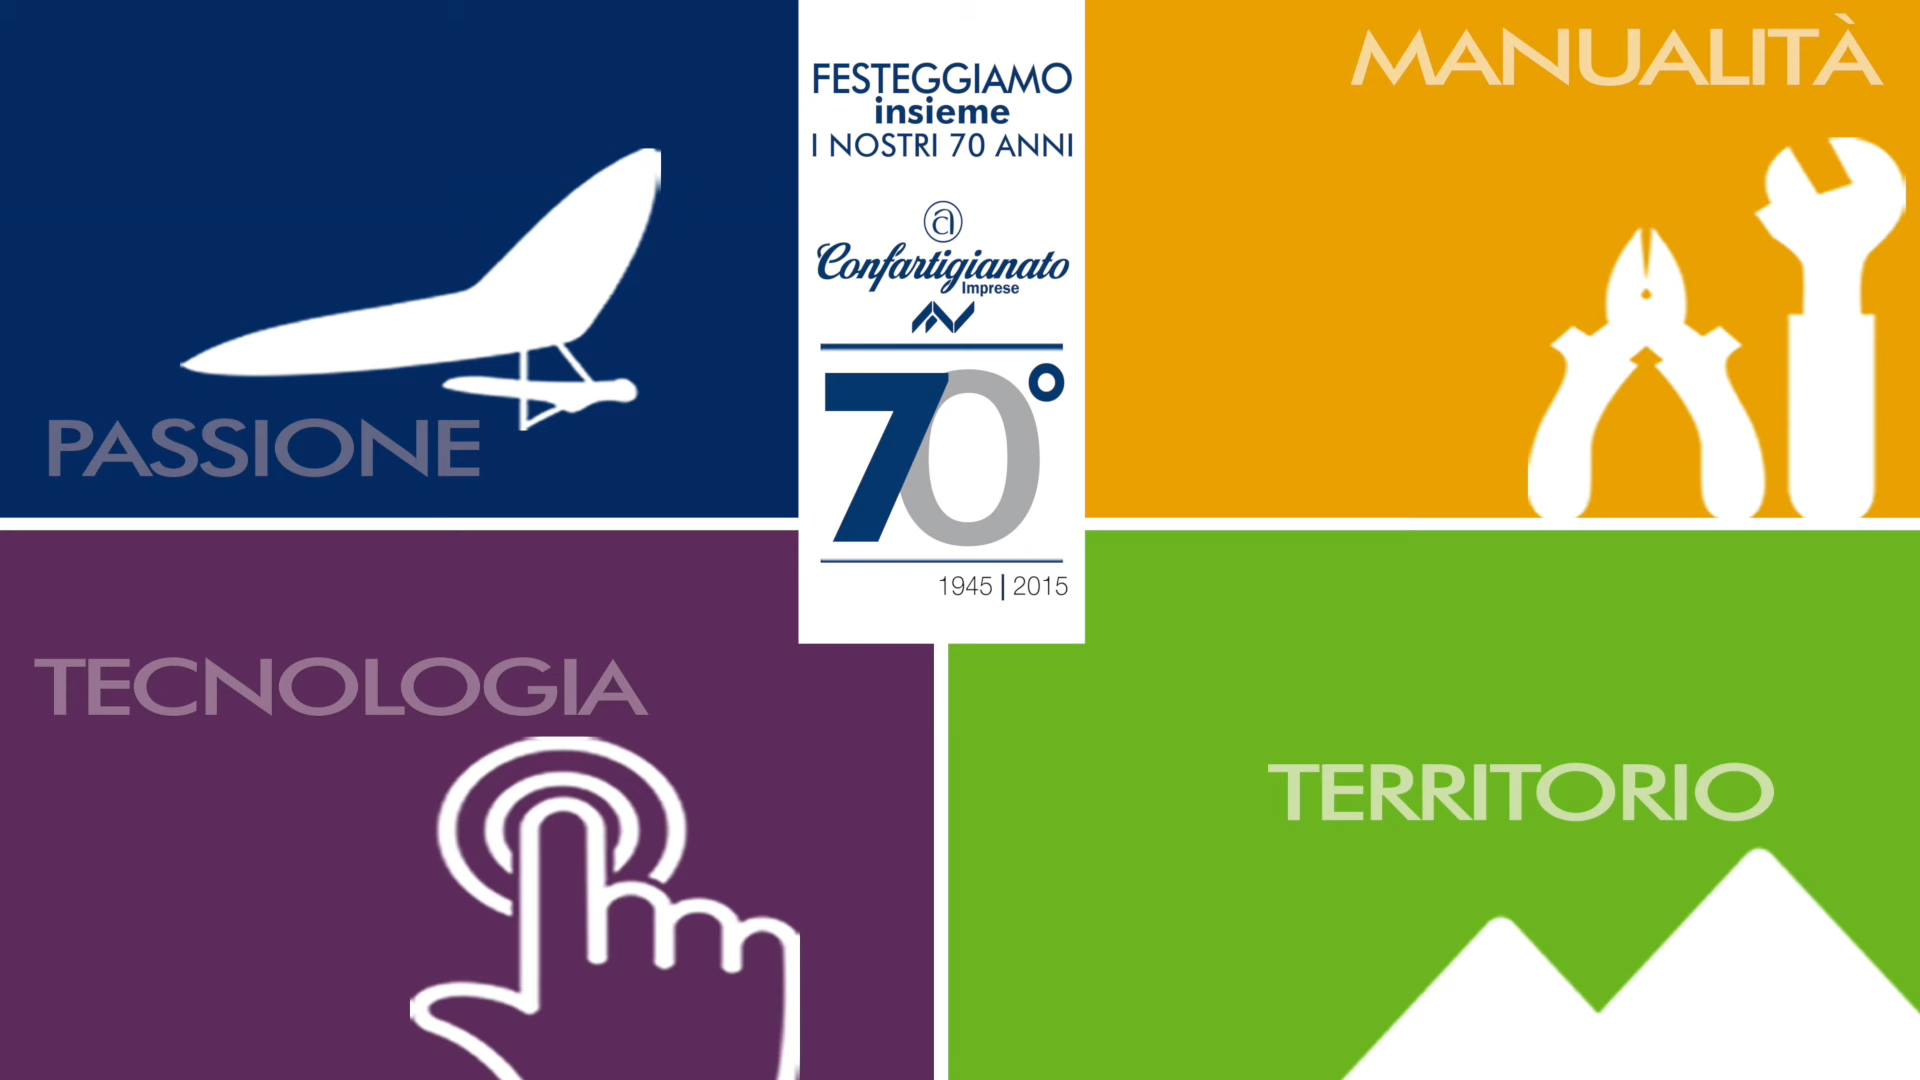 FESTEGGIAMO
insieme
I NOSTRI 70 ANNI
Confartigianato
Imprese
70°
1945 | 2015
MANUALITÀ
PASSIONE
TECNOLOGIA
TERRITORIO